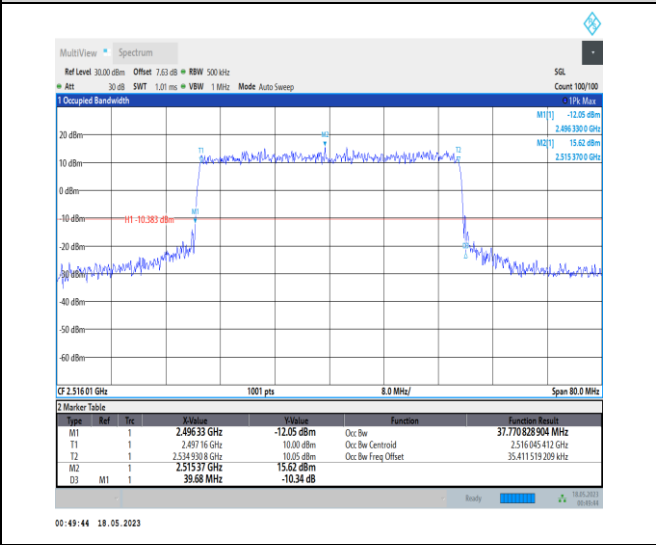 MultiView Spectrum
Ref Level 30.00 dBm Offset 7.63 dB RBW 500 kHz SGL
Att 30 dB SWT 1.01 ms VBW 1 MHz Mode Auto Sweep Count 100/100
1 Occupied Bandwidth 1Pk Max
M1[1] -12.05 dBm
2.496 330 0 GHz
M2[1] 15.62 dBm
2.515 370 0 GHz
20 dBm
M2
T1
T2
10 dBm
0 dBm
M1
-10 dBm
H1 -10.383 dBm
-20 dBm
-30 dBm
-40 dBm
-50 dBm
-60 dBm
CF 2.516 01 GHz 1001 pts 8.0 MHz/ Span 80.0 MHz
2 Marker Table
Type Ref Trc X-Value Y-Value Function Function Result
M1 1 2.496 33 GHz -12.05 dBm Occ Bw 37.770 828 904 MHz
T1 1 2.497 16 GHz 10.00 dBm Occ Bw Centroid 2.516 045 412 GHz
T2 1 2.534 930 8 GHz 10.05 dBm Occ Bw Freq Offset 35.411 519 209 kHz
M2 1 2.515 37 GHz 15.62 dBm
D3 M1 1 39.68 MHz -10.34 dB
Ready 18.05.2023
00:49:44
00:49:44 18.05.2023